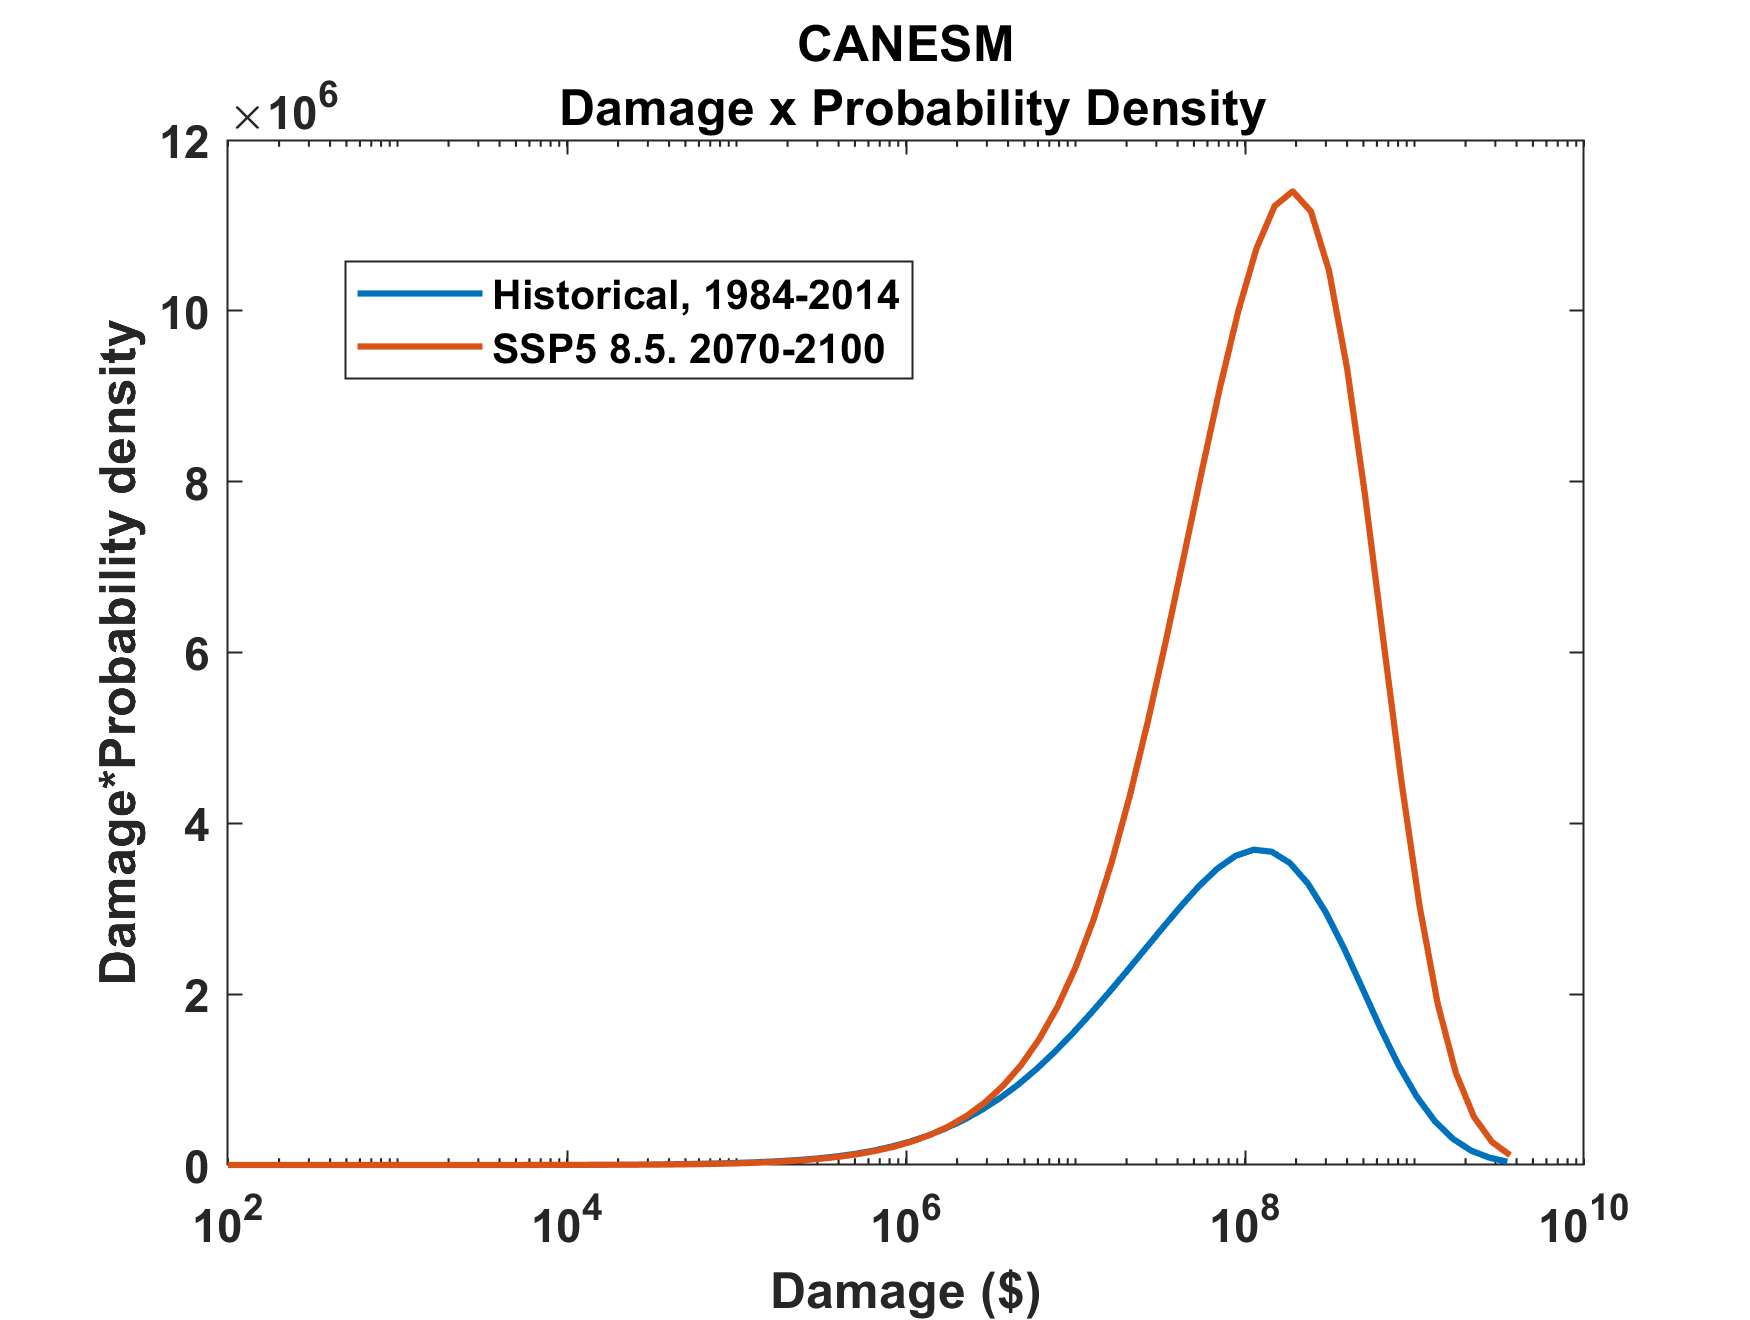 CANESM
Damage x Probability Density
×10^6
12
10
8
6
4
2
0
Damage*Probability density
Historical, 1984-2014
SSP5 8.5. 2070-2100
10^2
10^4
10^6
10^8
10^10
Damage ($)